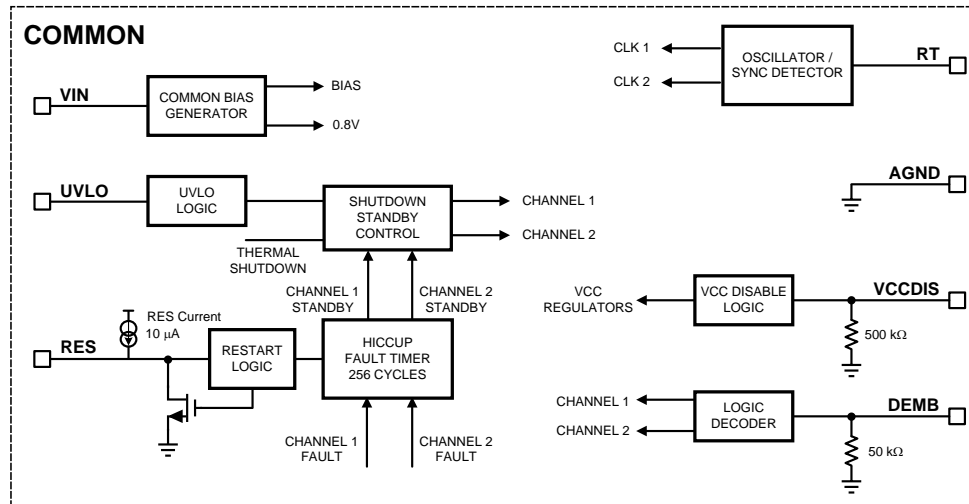 COMMON
VIN
COMMON BIAS
GENERATOR
BIAS
0.8V
CLK 1
CLK 2
OSCILLATOR /
SYNC DETECTOR
RT
UVLO
UVLO
LOGIC
SHUTDOWN
STANDBY
CONTROL
CHANNEL 1
CHANNEL 2
THERMAL
SHUTDOWN
AGND
CHANNEL 1
STANDBY
CHANNEL 2
STANDBY
VCC
REGULATORS
VCC DISABLE
LOGIC
VCCDIS
500 kΩ
RES Current
10 µA
RES
RESTART
LOGIC
HICCUP
FAULT TIMER
256 CYCLES
CHANNEL 1
FAULT
CHANNEL 2
FAULT
CHANNEL 1
CHANNEL 2
LOGIC
DECODER
DEMB
50 kΩ